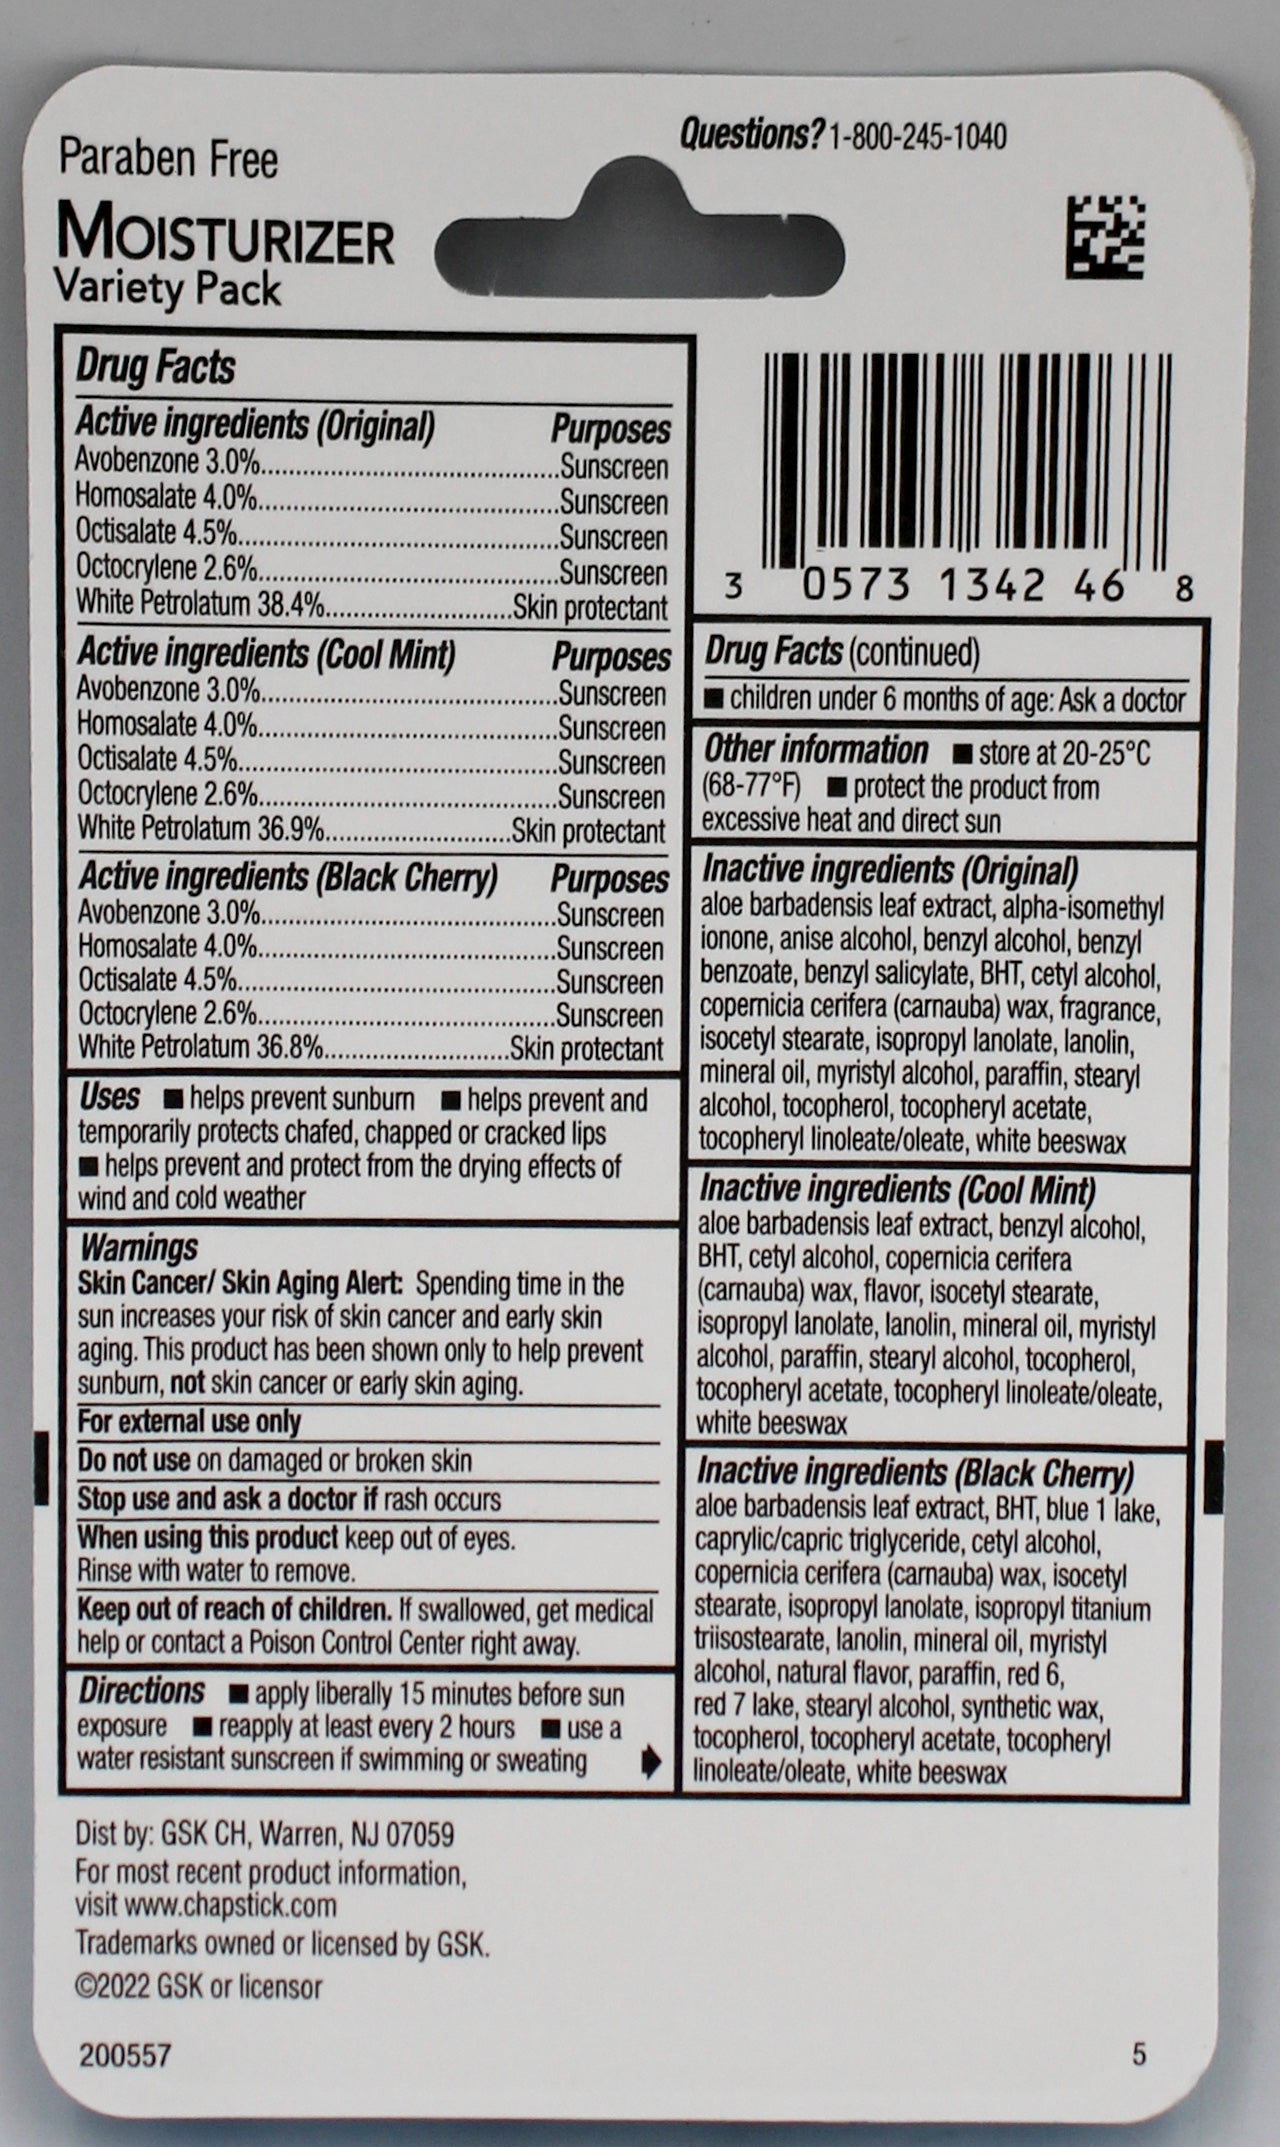 Paraben Free
MOISTURIZER
Variety Pack
Questions? 1-800-245-1040
Drug Facts
Active ingredients (Original) Purposes
Avobenzone 3.0%..........Sunscreen
Homosalate 4.0%..........Sunscreen
Octisalate 4.5%..........Sunscreen
Octocrylene 2.6%..........Sunscreen
White Petrolatum 38.4%..........Skin protectant
Active ingredients (Cool Mint) Purposes
Avobenzone 3.0%..........Sunscreen
Homosalate 4.0%..........Sunscreen
Octisalate 4.5%..........Sunscreen
Octocrylene 2.6%..........Sunscreen
White Petrolatum 36.9%..........Skin protectant
Active ingredients (Black Cherry) Purposes
Avobenzone 3.0%..........Sunscreen
Homosalate 4.0%..........Sunscreen
Octisalate 4.5%..........Sunscreen
Octocrylene 2.6%..........Sunscreen
White Petrolatum 36.8%..........Skin protectant
Uses ■ helps prevent sunburn ■ helps prevent and
temporarily protects chafed, chapped or cracked lips
■ helps prevent and protect from the drying effects of
wind and cold weather
Warnings
Skin Cancer/ Skin Aging Alert: Spending time in the
sun increases your risk of skin cancer and early skin
aging. This product has been shown only to help prevent
sunburn, not skin cancer or early skin aging.
For external use only
Do not use on damaged or broken skin
Stop use and ask a doctor if rash occurs
When using this product keep out of eyes.
Rinse with water to remove.
Keep out of reach of children. If swallowed, get medical
help or contact a Poison Control Center right away.
Directions ■ apply liberally 15 minutes before sun
exposure ■ reapply at least every 2 hours ■ use a
water resistant sunscreen if swimming or sweating
3 0573 1342 46 8
Drug Facts (continued)
■ children under 6 months of age: Ask a doctor
Other information ■ store at 20-25°C
(68-77°F) ■ protect the product from
excessive heat and direct sun
Inactive ingredients (Original)
aloe barbadensis leaf extract, alpha-isomethyl
ionone, anise alcohol, benzyl alcohol, benzyl
benzoate, benzyl salicylate, BHT, cetyl alcohol,
copernicia cerifera (carnauba) wax, fragrance,
isocetyl stearate, isopropyl lanolate, lanolin,
mineral oil, myristyl alcohol, paraffin, stearyl
alcohol, tocopherol, tocopheryl acetate,
tocopheryl linoleate/oleate, white beeswax
Inactive ingredients (Cool Mint)
aloe barbadensis leaf extract, benzyl alcohol,
BHT, cetyl alcohol, copernicia cerifera
(carnauba) wax, flavor, isocetyl stearate,
isopropyl lanolate, lanolin, mineral oil, myristyl
alcohol, paraffin, stearyl alcohol, tocopherol,
tocopheryl acetate, tocopheryl linoleate/oleate,
white beeswax
Inactive ingredients (Black Cherry)
aloe barbadensis leaf extract, BHT, blue 1 lake,
caprylic/capric triglyceride, cetyl alcohol,
copernicia cerifera (carnauba) wax, isocetyl
stearate, isopropyl lanolate, isopropyl titanium
triisostearate, lanolin, mineral oil, myristyl
alcohol, natural flavor, paraffin, red 6,
red 7 lake, stearyl alcohol, synthetic wax,
tocopherol, tocopheryl acetate, tocopheryl
linoleate/oleate, white beeswax
Dist by: GSK CH, Warren, NJ 07059
For most recent product information,
visit www.chapstick.com
Trademarks owned or licensed by GSK.
©2022 GSK or licensor
200557
5